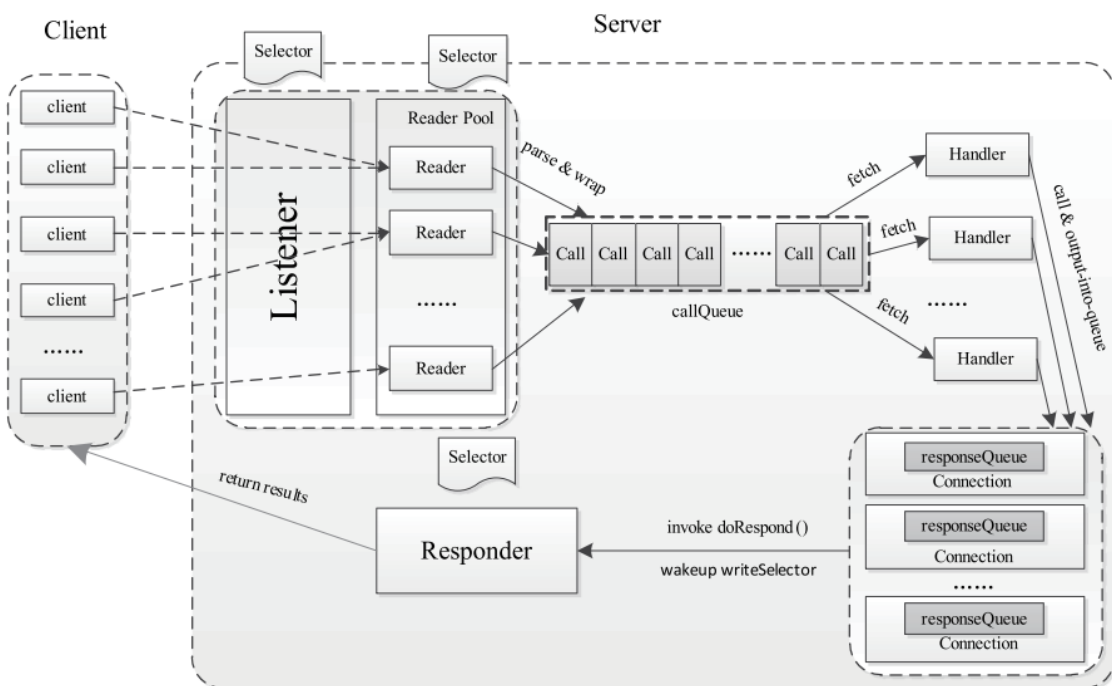 Client
Server
Selector
Selector
client
client
client
client
......
client
Listener
Reader Pool
Reader
Reader
......
Reader
parse & wrap
Call
Call
Call
Call
......
Call
Call
callQueue
fetch
fetch
fetch
Handler
Handler
......
Handler
call & output-into-queue
responseQueue
Connection
responseQueue
Connection
......
responseQueue
Connection
invoke doRespond()
wakeup writeSelector
Selector
Responder
return results